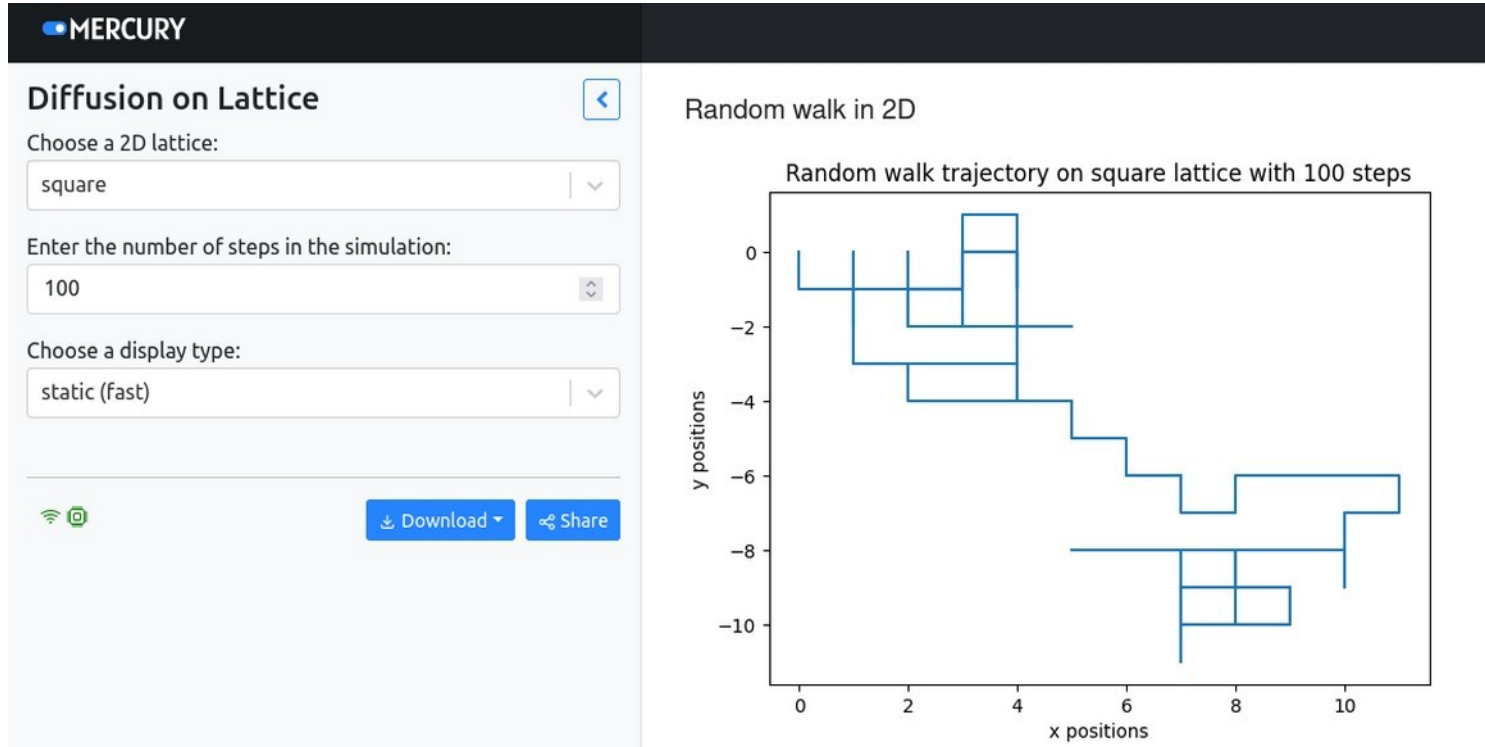 MERCURY
Diffusion on Lattice
Choose a 2D lattice:
square
Enter the number of steps in the simulation:
100
Choose a display type:
static (fast)
Download
Share
Random walk in 2D
Random walk trajectory on square lattice with 100 steps
y positions
0
−2
−4
−6
−8
−10
0 2 4 6 8 10
x positions